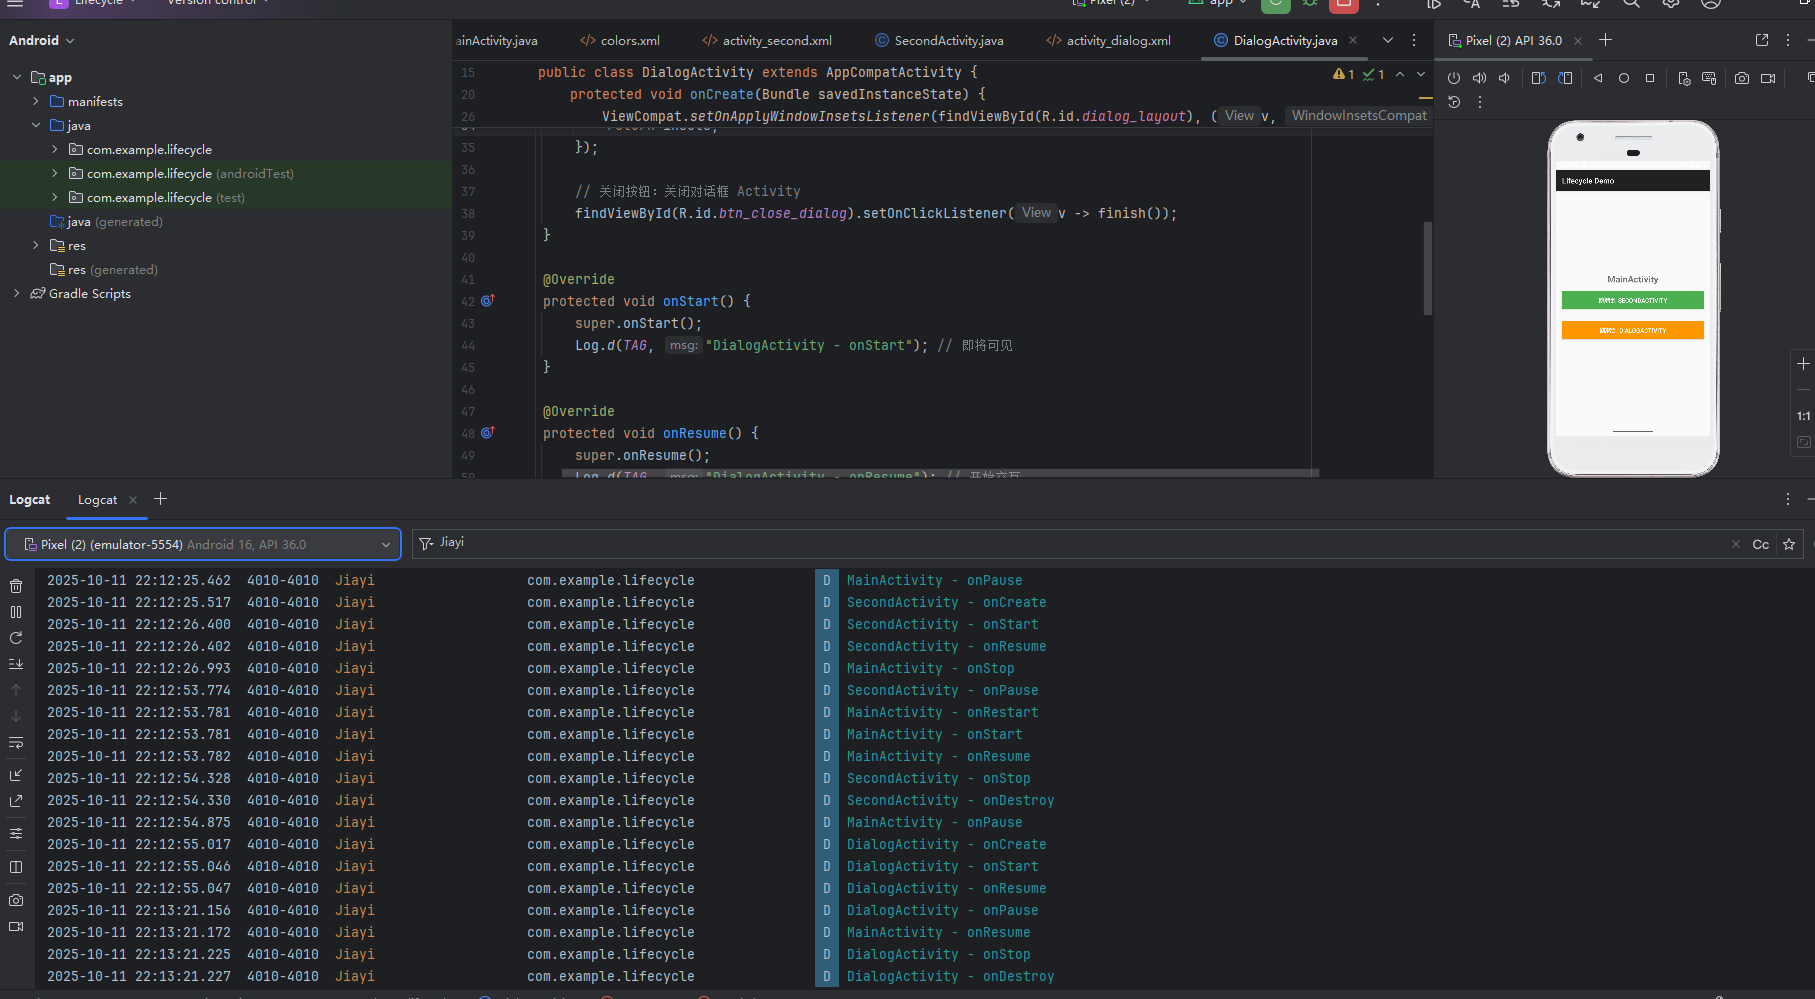 L Lifecycle Version control
Pixel (2) app
Android
ainActivity.java colors.xml activity_second.xml SecondActivity.java activity_dialog.xml DialogActivity.java
Pixel (2) API 36.0
app
manifests
java
com.example.lifecycle
com.example.lifecycle (androidTest)
com.example.lifecycle (test)
java (generated)
res
res (generated)
Gradle Scripts
15 public class DialogActivity extends AppCompatActivity {
1 1
20 protected void onCreate(Bundle savedInstanceState) {
26 ViewCompat.setOnApplyWindowInsetsListener(findViewById(R.id.dialog_layout), ( View v, WindowInsetsCompat
34 return insets;
35 });
36
37 // 关闭按钮：关闭对话框 Activity
38 findViewById(R.id.btn_close_dialog).setOnClickListener( View v -> finish());
39 }
40
41 @Override
42 protected void onStart() {
43 super.onStart();
44 Log.d(TAG, msg: "DialogActivity - onStart"); // 即将可见
45 }
46
47 @Override
48 protected void onResume() {
49 super.onResume();
50 Log.d(TAG, msg: "DialogActivity - onResume"); // 开始交互
Lifecycle Demo
MainActivity
SECONDACTIVITY
DIALOGACTIVITY
1:1
Logcat Logcat
Pixel (2) (emulator-5554) Android 16, API 36.0
Jiayi
Cc
2025-10-11 22:12:25.462 4010-4010 Jiayi com.example.lifecycle D MainActivity - onPause
2025-10-11 22:12:25.517 4010-4010 Jiayi com.example.lifecycle D SecondActivity - onCreate
2025-10-11 22:12:26.400 4010-4010 Jiayi com.example.lifecycle D SecondActivity - onStart
2025-10-11 22:12:26.402 4010-4010 Jiayi com.example.lifecycle D SecondActivity - onResume
2025-10-11 22:12:26.993 4010-4010 Jiayi com.example.lifecycle D MainActivity - onStop
2025-10-11 22:12:53.774 4010-4010 Jiayi com.example.lifecycle D SecondActivity - onPause
2025-10-11 22:12:53.781 4010-4010 Jiayi com.example.lifecycle D MainActivity - onRestart
2025-10-11 22:12:53.781 4010-4010 Jiayi com.example.lifecycle D MainActivity - onStart
2025-10-11 22:12:53.782 4010-4010 Jiayi com.example.lifecycle D MainActivity - onResume
2025-10-11 22:12:54.328 4010-4010 Jiayi com.example.lifecycle D SecondActivity - onStop
2025-10-11 22:12:54.330 4010-4010 Jiayi com.example.lifecycle D SecondActivity - onDestroy
2025-10-11 22:12:54.875 4010-4010 Jiayi com.example.lifecycle D MainActivity - onPause
2025-10-11 22:12:55.017 4010-4010 Jiayi com.example.lifecycle D DialogActivity - onCreate
2025-10-11 22:12:55.046 4010-4010 Jiayi com.example.lifecycle D DialogActivity - onStart
2025-10-11 22:12:55.047 4010-4010 Jiayi com.example.lifecycle D DialogActivity - onResume
2025-10-11 22:13:21.156 4010-4010 Jiayi com.example.lifecycle D DialogActivity - onPause
2025-10-11 22:13:21.172 4010-4010 Jiayi com.example.lifecycle D MainActivity - onResume
2025-10-11 22:13:21.225 4010-4010 Jiayi com.example.lifecycle D DialogActivity - onStop
2025-10-11 22:13:21.227 4010-4010 Jiayi com.example.lifecycle D DialogActivity - onDestroy